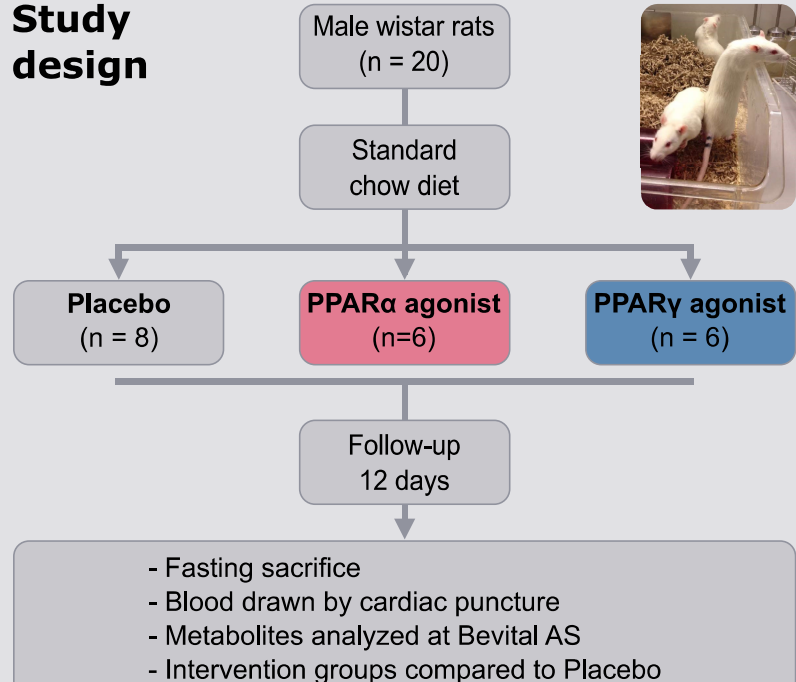 Study
design
Male wistar rats
(n = 20)
Standard
chow diet
Placebo
(n = 8)
PPARα agonist
(n=6)
PPARγ agonist
(n = 6)
Follow-up
12 days
- Fasting sacrifice
- Blood drawn by cardiac puncture
- Metabolites analyzed at Bevital AS
- Intervention groups compared to Placebo